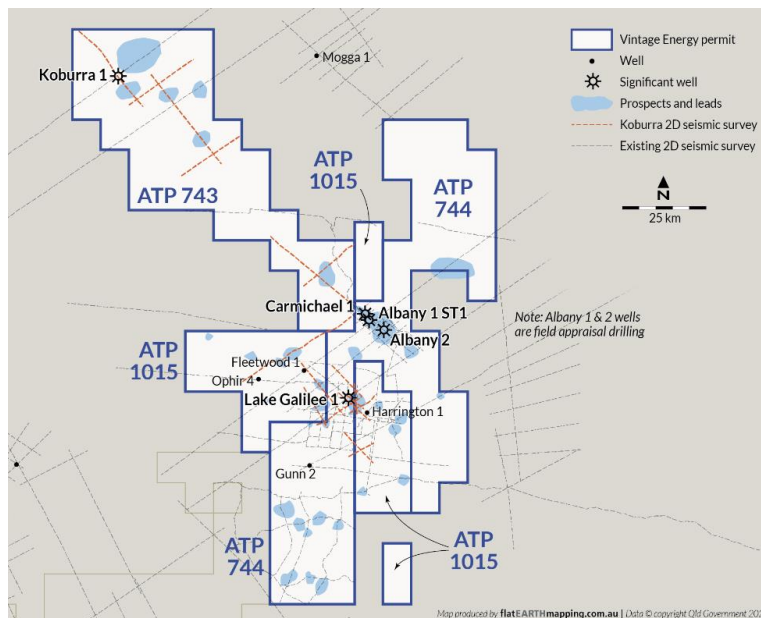 Koburra 1
Mogga 1
Vintage Energy permit
Well
Significant well
Prospects and leads
Koburra 2D seismic survey
Existing 2D seismic survey
N
25 km
ATP
1015
ATP
744
ATP 743
Carmichael 1
Albany 1 ST1
Albany 2
Note: Albany 1 & 2 wells
are field appraisal drilling
ATP
1015
Fleetwood 1
Ophir 4
Lake Galilee 1
Harrington 1
Gunn 2
ATP
744
ATP
1015
Map produced by flatEARTHmapping.com.au | Data © copyright Qld Government